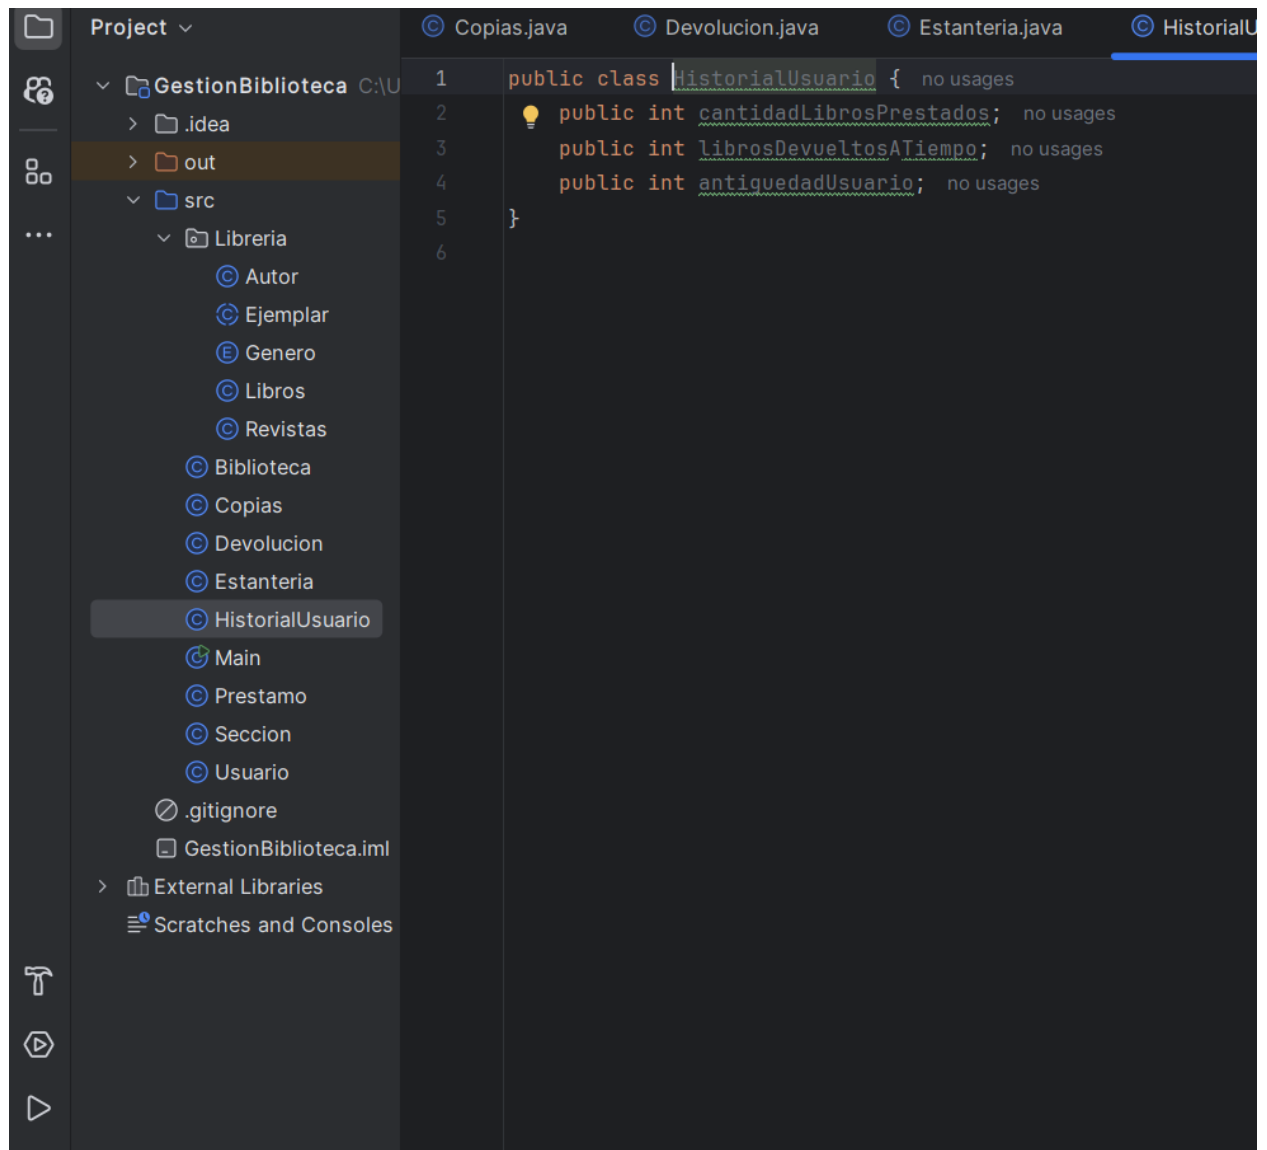 Project
Copias.java
Devolucion.java
Estanteria.java
HistorialU
GestionBiblioteca C:\U
.idea
out
src
Libreria
Autor
Ejemplar
Genero
Libros
Revistas
Biblioteca
Copias
Devolucion
Estanteria
HistorialUsuario
Main
Prestamo
Seccion
Usuario
.gitignore
GestionBiblioteca.iml
External Libraries
Scratches and Consoles
1 public class HistorialUsuario { no usages
2 public int cantidadLibrosPrestados; no usages
3 public int librosDevueltosATiempo; no usages
4 public int antiquedadUsuario; no usages
5 }
6